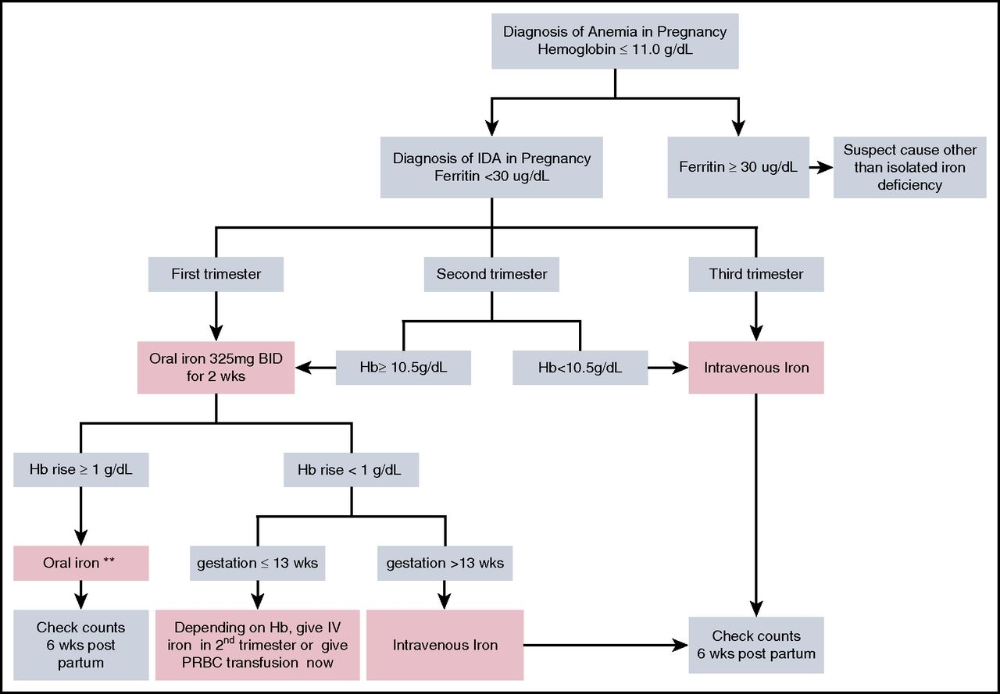 Diagnosis of Anemia in Pregnancy
Hemoglobin ≤ 11.0 g/dL
Diagnosis of IDA in Pregnancy
Ferritin <30 ug/dL
Ferritin ≥ 30 ug/dL
Suspect cause other
than isolated iron
deficiency
First trimester
Second trimester
Third trimester
Oral iron 325mg BID
for 2 wks
Hb≥ 10.5g/dL
Hb<10.5g/dL
Intravenous Iron
Hb rise ≥ 1 g/dL
Hb rise < 1 g/dL
Oral iron **
gestation ≤ 13 wks
gestation >13 wks
Check counts
6 wks post
partum
Depending on Hb, give IV
iron in 2nd trimester or give
PRBC transfusion now
Intravenous Iron
Check counts
6 wks post partum